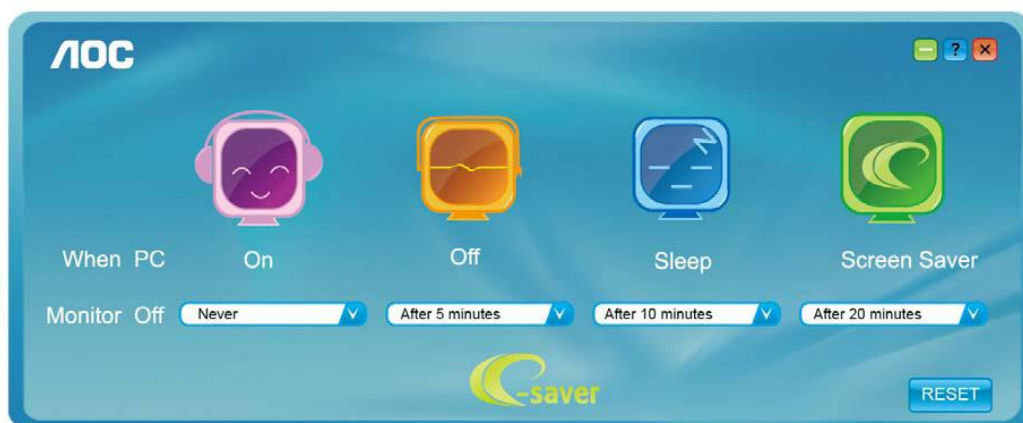 AOC
?
When PC On Off Sleep Screen Saver
Monitor Off Never After 5 minutes After 10 minutes After 20 minutes
e-saver
RESET